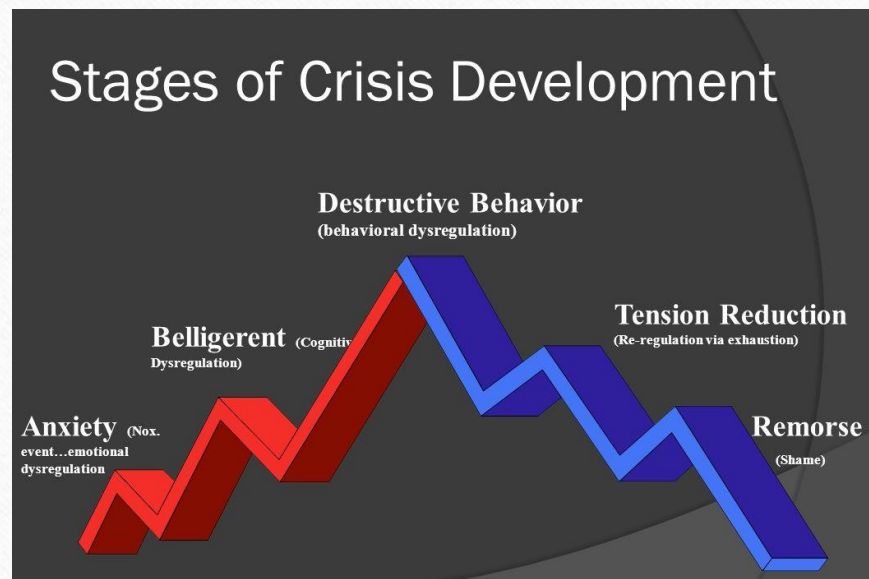 Stages of Crisis Development
Destructive Behavior
(behavioral dysregulation)
Tension Reduction
(Re-regulation via exhaustion)
Belligerent (Cognitiv
Dysregulation)
Anxiety (Nox.
event…emotional
dysregulation
Remorse
(Shame)